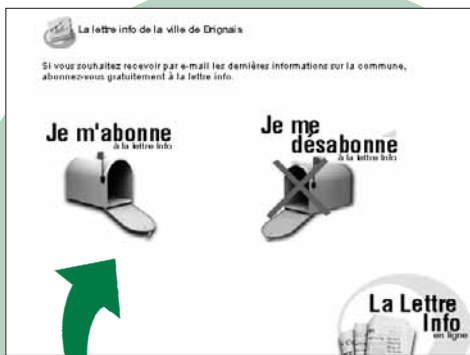 La lettre info de la ville de Brignais
Si vous souhaitez recevoir par e-mail les dernières informations sur la commune,
abonnez-vous gratuitement à la lettre info.
Je m'abonne
à la lettre Info
Je me
désabonne
à la lettre Info
La Lettre
Info
en ligne